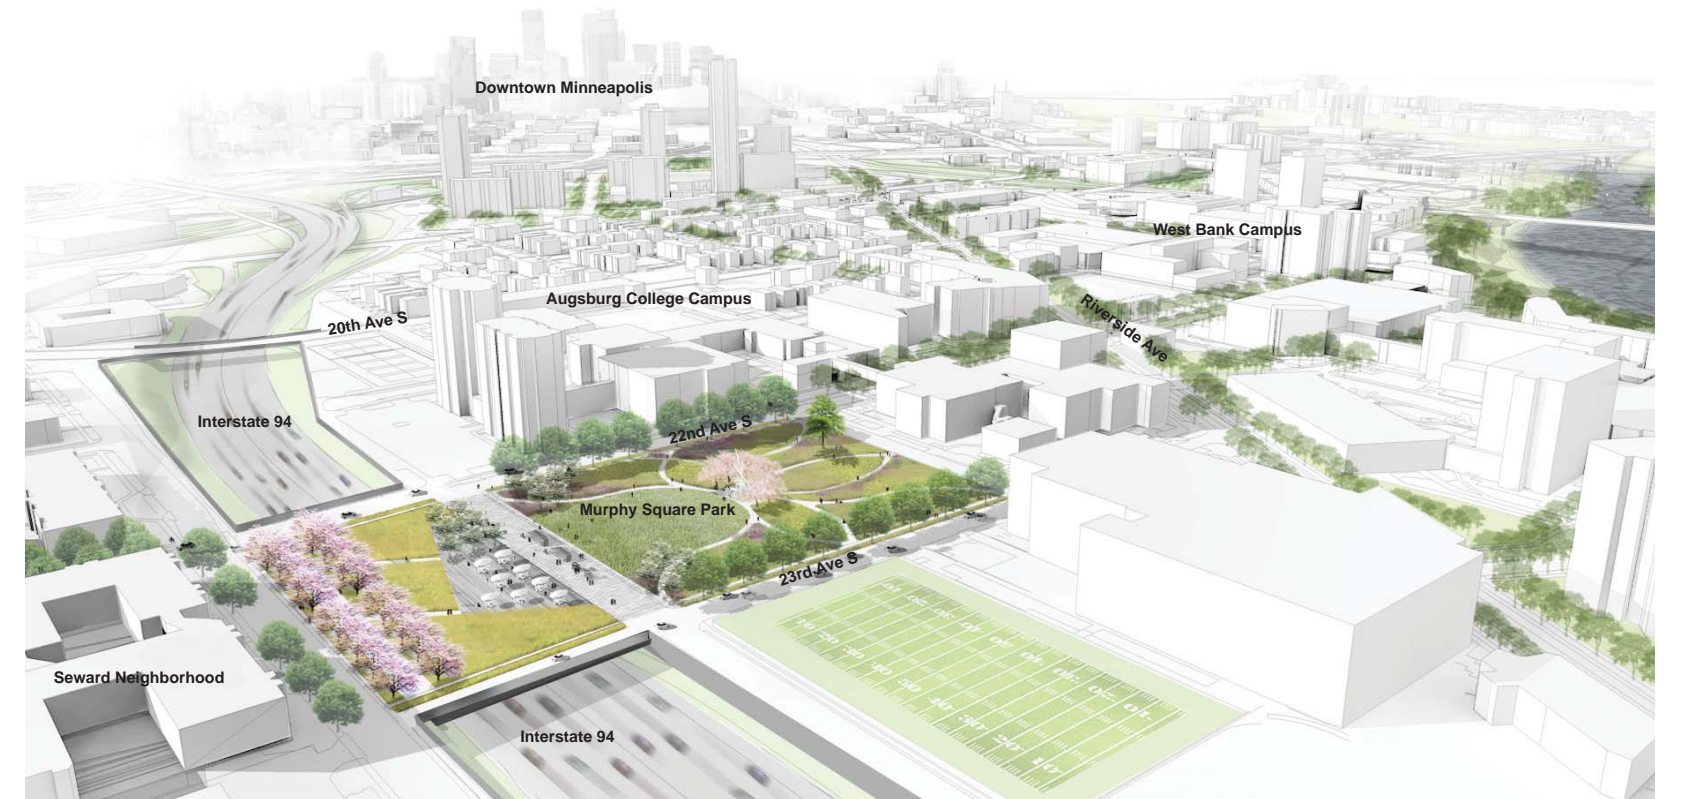 Downtown Minneapolis
West Bank Campus
Augsburg College Campus
Riverside Ave
20th Ave S
Interstate 94
22nd Ave S
Murphy Square Park
23rd Ave S
Seward Neighborhood
Interstate 94